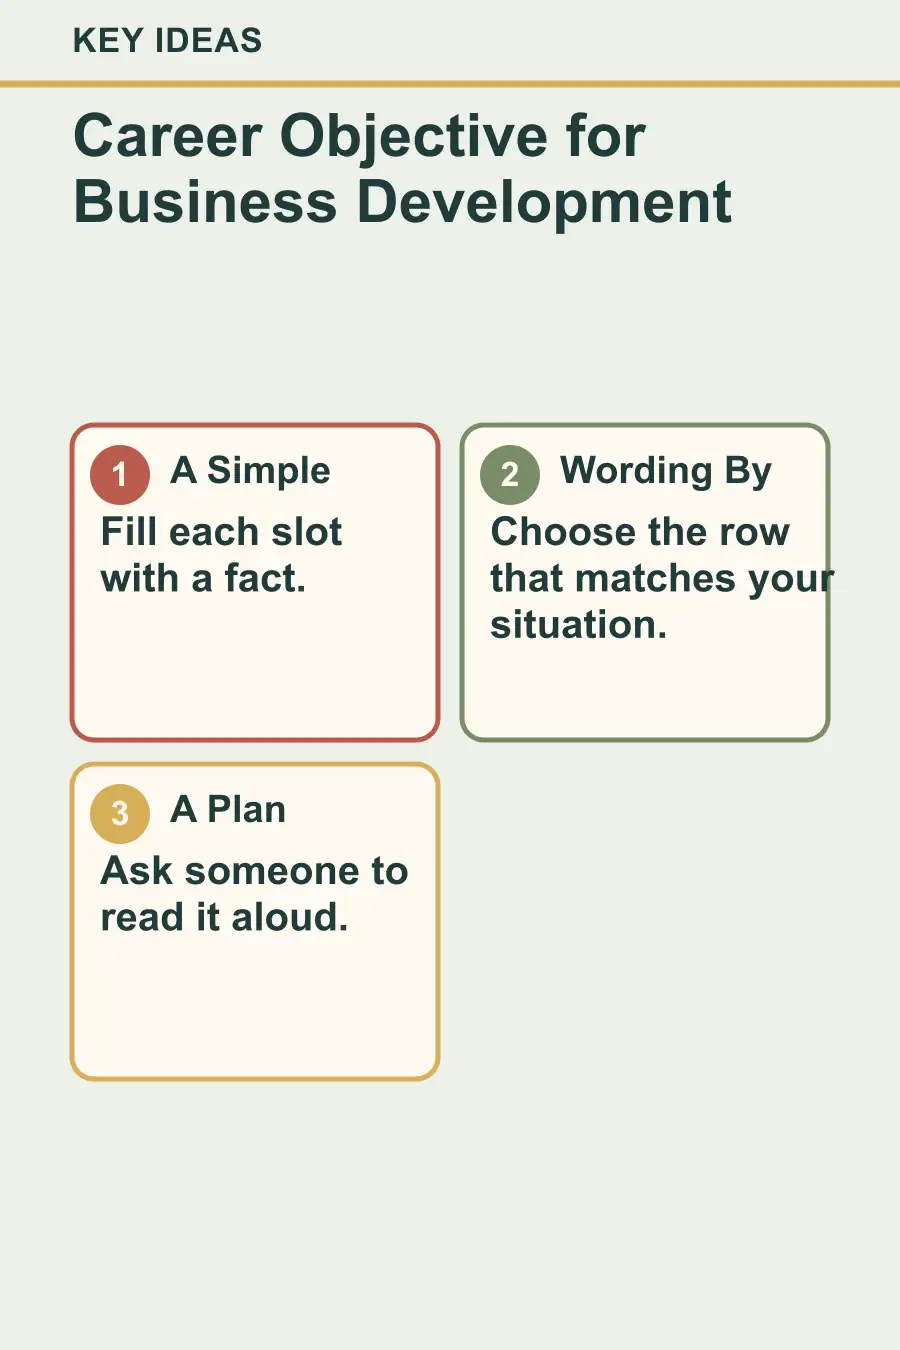 KEY IDEAS
Career Objective for
Business Development
1 A Simple
Fill each slot
with a fact.
2 Wording By
Choose the row
that matches your
situation.
3 A Plan
Ask someone to
read it aloud.